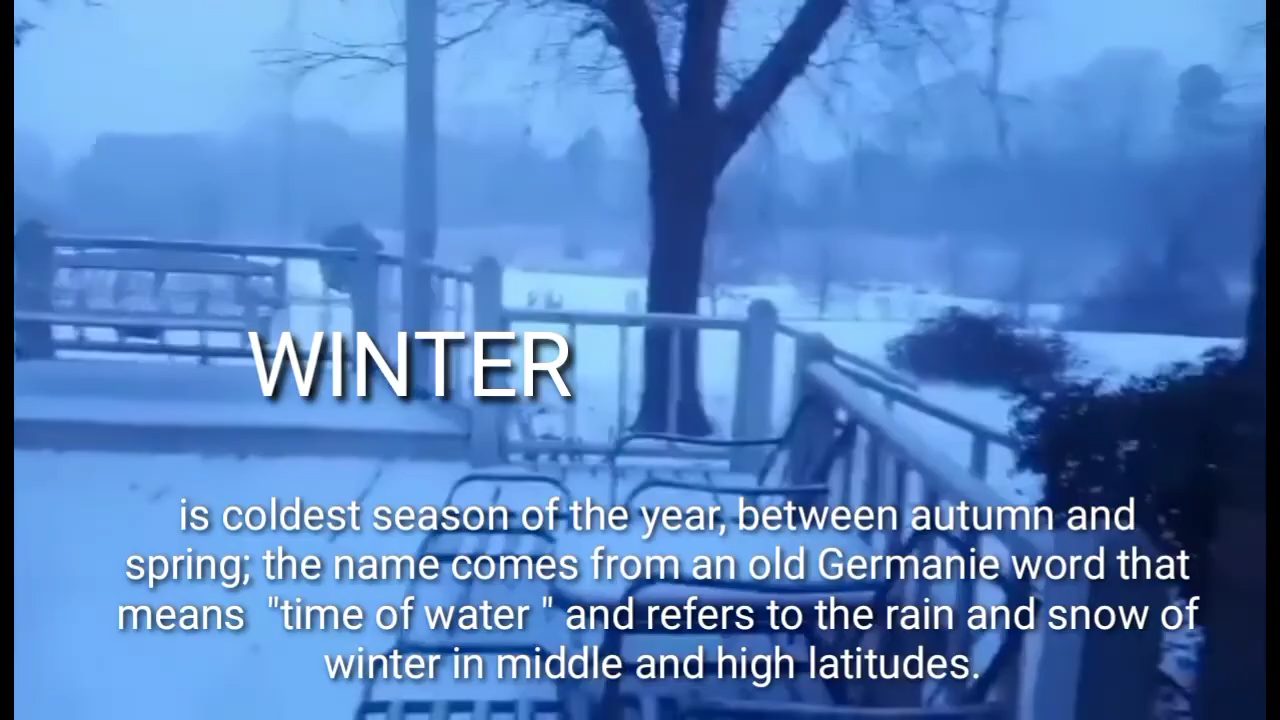 WINTER
is coldest season of the year, between autumn and
spring; the name comes from an old Germanie word that
means "time of water " and refers to the rain and snow of
winter in middle and high latitudes.